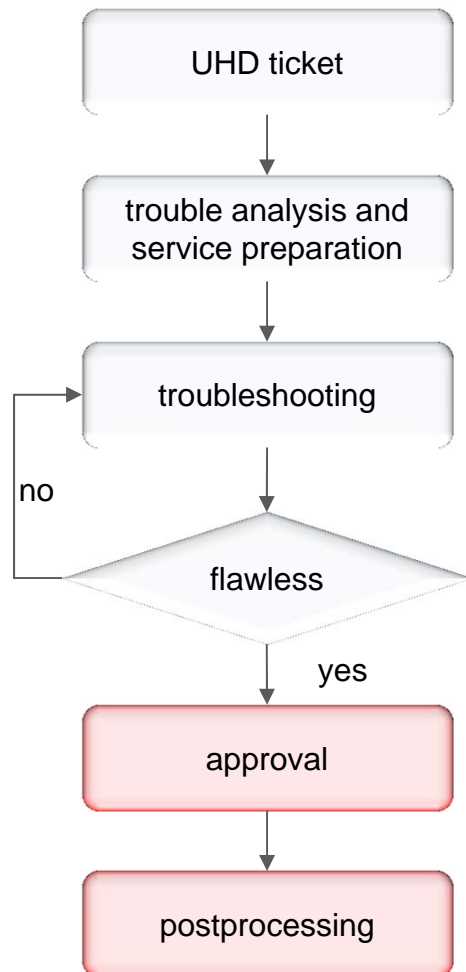 UHD ticket
trouble analysis and
service preparation
troubleshooting
no
flawless
yes
approval
postprocessing